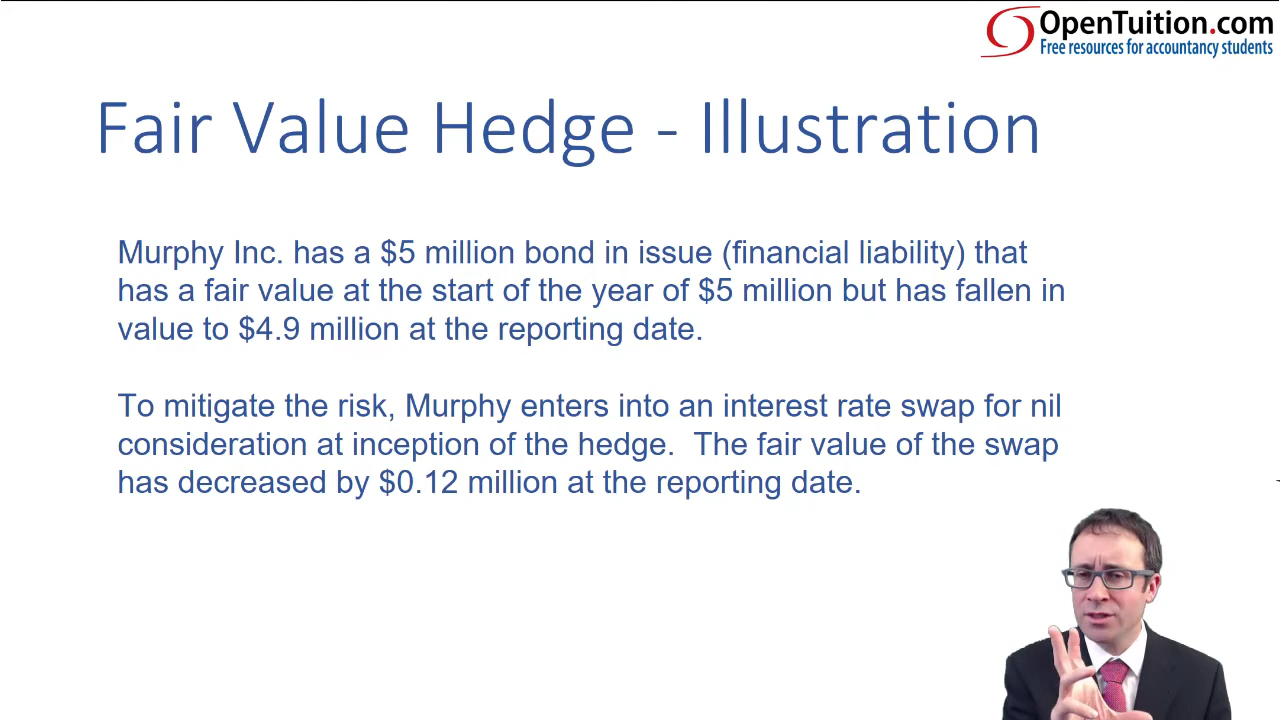 OpenTuition.com
Free resources for accountancy students
Fair Value Hedge - Illustration
Murphy Inc. has a $5 million bond in issue (financial liability) that
has a fair value at the start of the year of $5 million but has fallen in
value to $4.9 million at the reporting date.
To mitigate the risk, Murphy enters into an interest rate swap for nil
consideration at inception of the hedge.  The fair value of the swap
has decreased by $0.12 million at the reporting date.